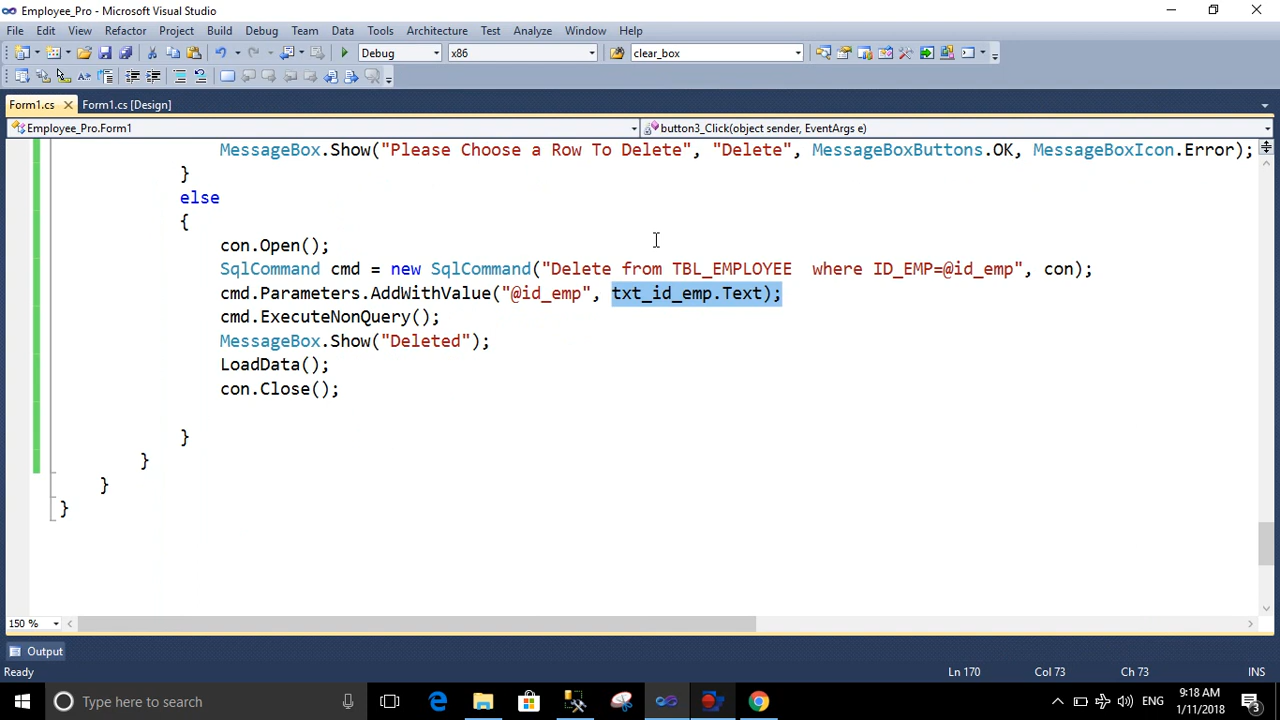 Employee_Pro - Microsoft Visual Studio
File Edit View Refactor Project Build Debug Team Data Tools Architecture Test Analyze Window Help
Debug x86 clear_box
Form1.cs Form1.cs [Design]
Employee_Pro.Form1 button3_Click(object sender, EventArgs e)
MessageBox.Show("Please Choose a Row To Delete", "Delete", MessageBoxButtons.OK, MessageBoxIcon.Error);
}
else
{
con.Open();
SqlCommand cmd = new SqlCommand("Delete from TBL_EMPLOYEE  where ID_EMP=@id_emp", con);
cmd.Parameters.AddWithValue("@id_emp", txt_id_emp.Text);
cmd.ExecuteNonQuery();
MessageBox.Show("Deleted");
LoadData();
con.Close();
}
}
}
}
150 %
Output
Ready Ln 170 Col 73 Ch 73 INS
Type here to search ENG 9:18 AM
1/11/2018 3